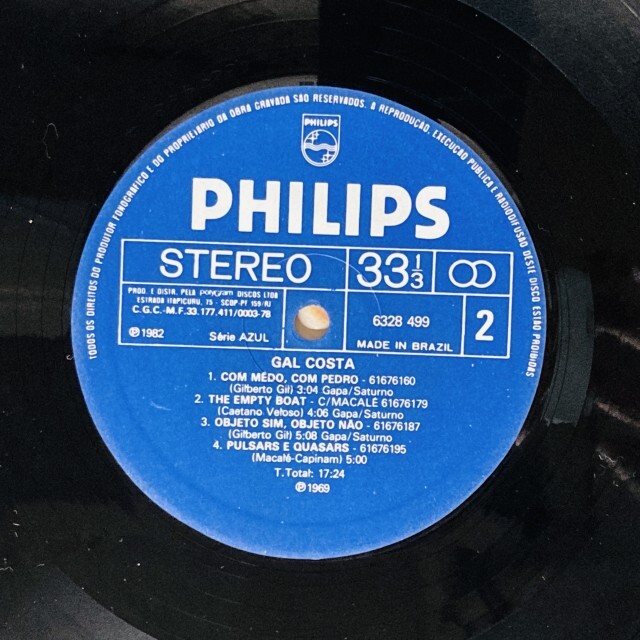 TODOS OS DIREITOS DO PRODUTOR FONOGRÁFICO E DO PROPRIETÁRIO DA OBRA GRAVADA SÃO RESERVADOS. A REPRODUÇÃO, EXECUÇÃO PÚBLICA E RADIODIFUSÃO DESTE DISCO ESTÃO PROIBIDAS
PHILIPS
PHILIPS
STEREO
33 1/3
PROD. E DISTR. PELA polygram DISCOS LTDA
ESTRADA ITAPICURU, 75 - SCDP-PF
C.G.C.-M.F. 33.177.411/0003-78
℗1982
Série AZUL
6328 499
MADE IN BRAZIL
2
GAL COSTA
1. COM MÉDO, COM PEDRO - 61676160
(Gilberto Gil) 3:04 Gapa/Saturno
2. THE EMPTY BOAT - C/MACALÉ 61676179
(Caetano Veloso) 4:06 Gapa/Saturno
3. OBJETO SIM, OBJETO NÃO - 61676187
(Gilberto Gil) 5:08 Gapa/Saturno
4. PULSARS E QUASARS - 61676195
(Macalé-Capinam) 5:00
T. Total: 17:24
℗1969